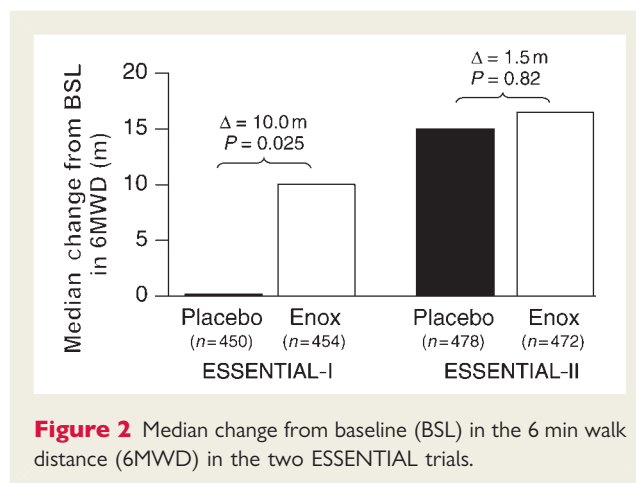 Median change from BSL
in 6MWD (m)
20
15
10
5
0
Δ = 10.0 m
P = 0.025
Δ = 1.5 m
P = 0.82
Placebo Enox Placebo Enox
(n=450) (n=454) (n=478) (n=472)
ESSENTIAL-I ESSENTIAL-II
Figure 2 Median change from baseline (BSL) in the 6 min walk
distance (6MWD) in the two ESSENTIAL trials.